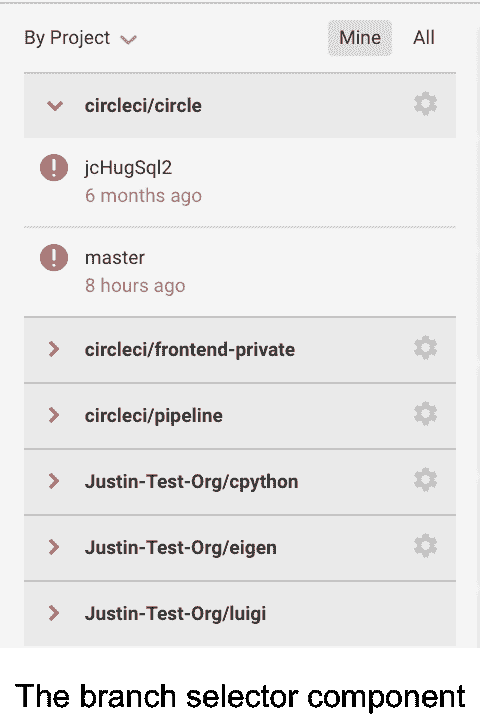 By Project Mine All
circleci/circle
jcHugSql2
6 months ago
master
8 hours ago
circleci/frontend-private
circleci/pipeline
Justin-Test-Org/cpython
Justin-Test-Org/eigen
Justin-Test-Org/luigi
The branch selector component